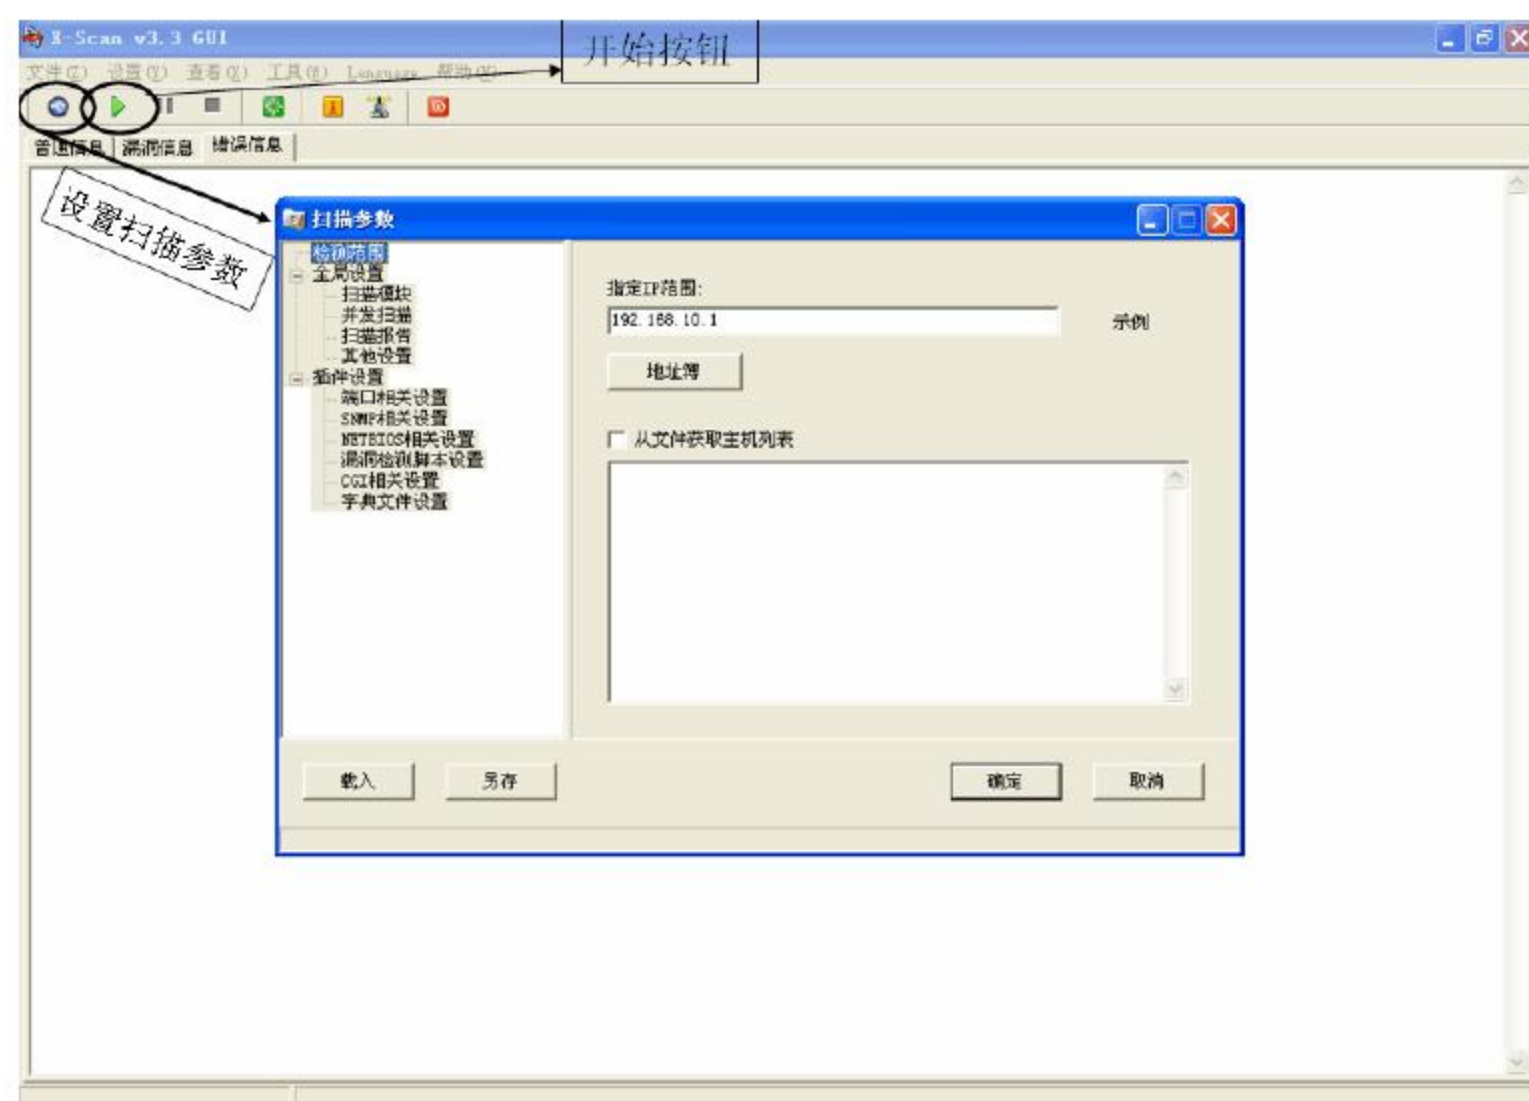 X-Scan v3.3 GUI
开始按钮
文件 设置 查看 工具 Language 帮助
普通信息 漏洞信息 错误信息
设置扫描参数
扫描参数
检测范围
全局设置
扫描模块
并发扫描
扫描报告
其他设置
插件设置
端口相关设置
SNMP相关设置
NETBIOS相关设置
漏洞检测脚本设置
CGI相关设置
字典文件设置
指定IP范围:
192.168.10.1
示例
地址簿
从文件获取主机列表
载入 另存 确定 取消